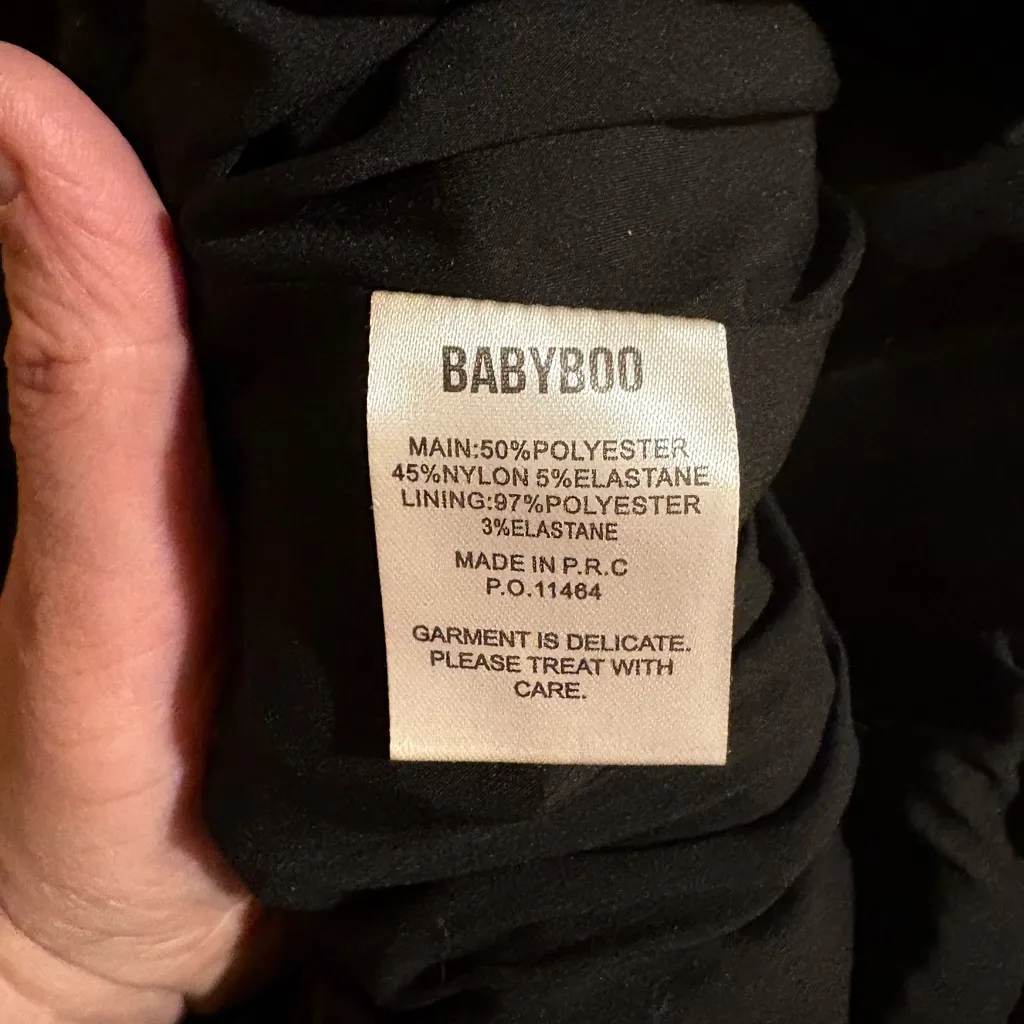 BABYBOO
MAIN:50%POLYESTER
45%NYLON 5%ELASTANE
LINING:97%POLYESTER
3%ELASTANE
MADE IN P.R.C
P.O.11464
GARMENT IS DELICATE.
PLEASE TREAT WITH
CARE.